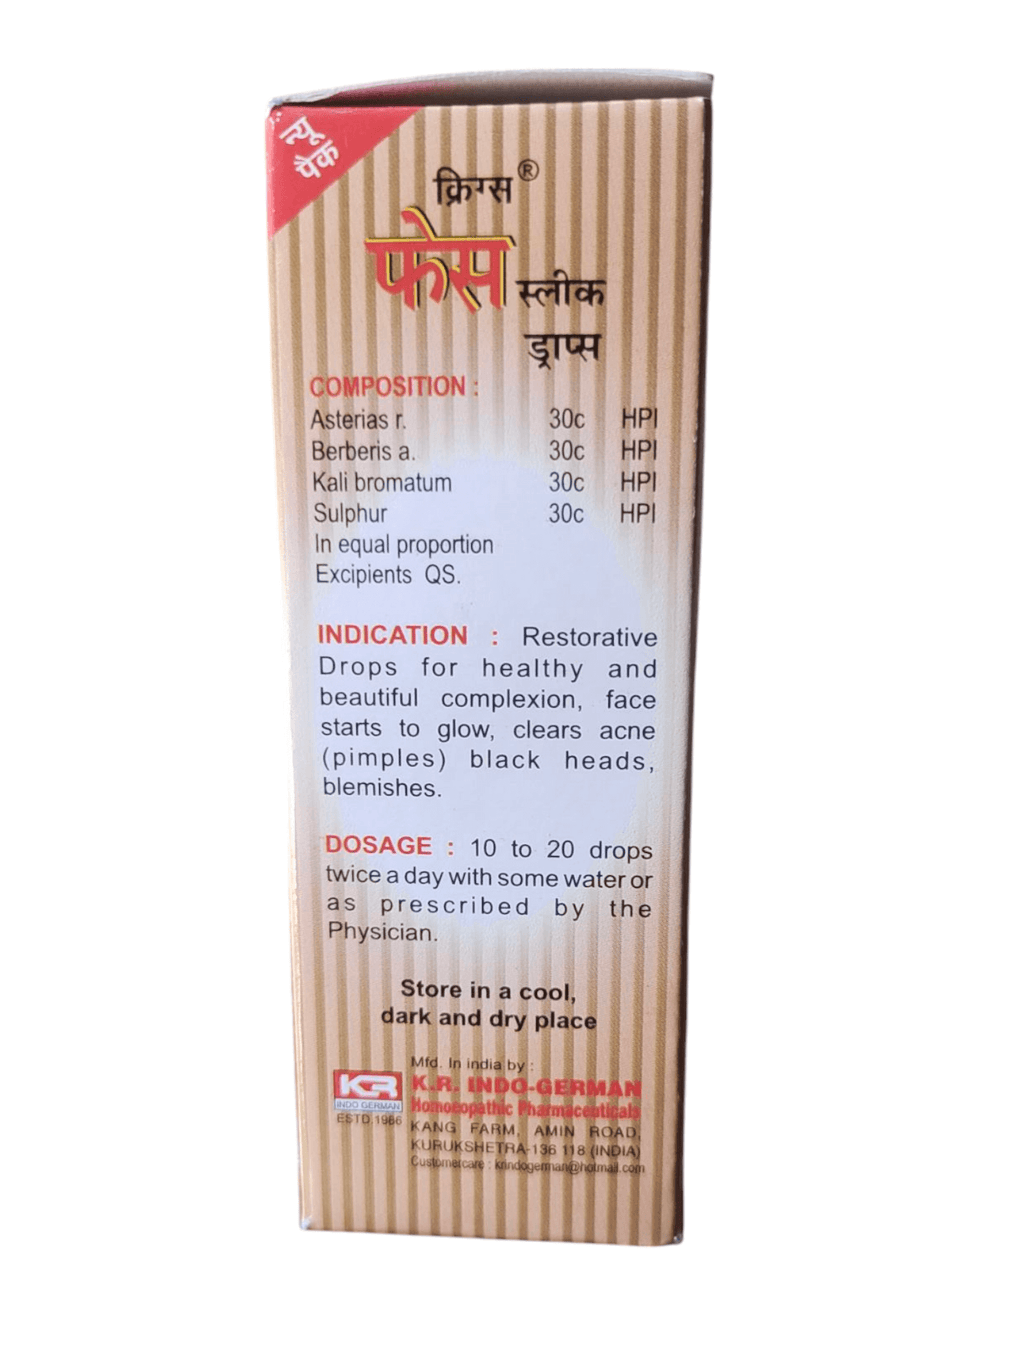 न्यू
पैक
क्रिग्स®
फेस स्लीक
ड्राप्स
COMPOSITION :
Asterias r. 30c HPI
Berberis a. 30c HPI
Kali bromatum 30c HPI
Sulphur 30c HPI
In equal proportion
Excipients QS.
INDICATION : Restorative
Drops for healthy and
beautiful complexion, face
starts to glow, clears acne
(pimples) black heads,
blemishes.
DOSAGE : 10 to 20 drops
twice a day with some water or
as prescribed by the
Physician.
Store in a cool,
dark and dry place
Mfd. In india by :
KR
INDO GERMAN
ESTD.1986
K.R. INDO-GERMAN
Homoeopathic Pharmaceuticals
KANG FARM, AMIN ROAD,
KURUKSHETRA-136 118 (INDIA)
Customercare : krindogerman@hotmail.com